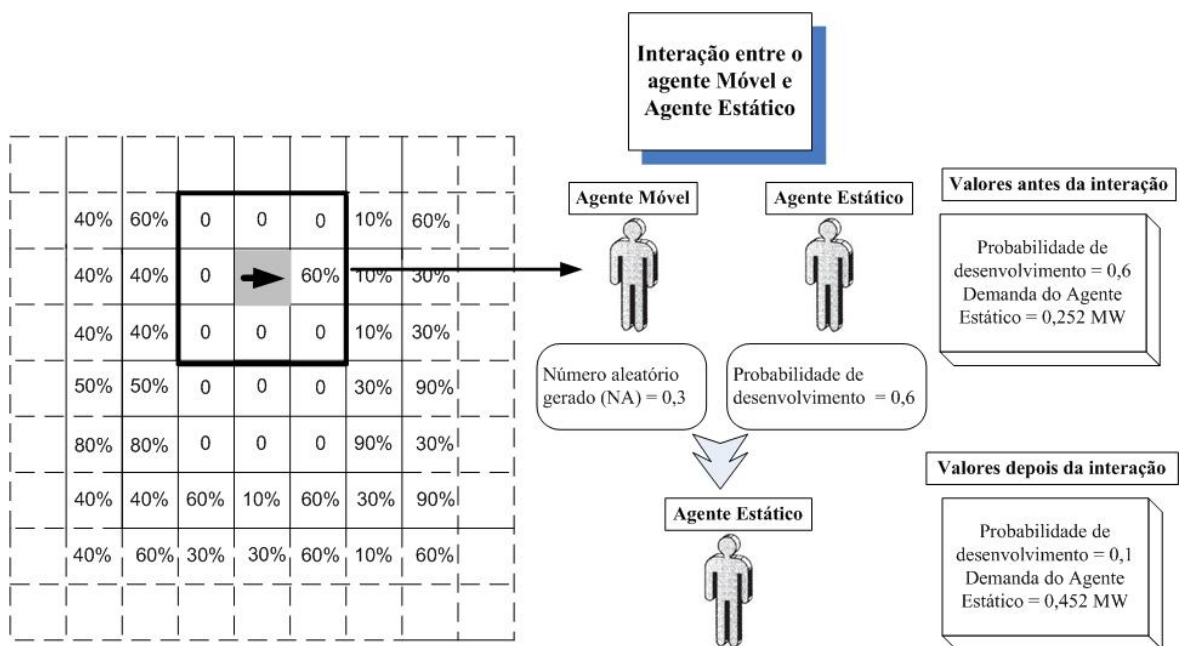 Interação entre o
agente Móvel e
Agente Estático
40% 60% 0 0 0 10% 60%
40% 40% 0 60% 10% 30%
40% 40% 0 0 0 10% 30%
50% 50% 0 0 0 30% 90%
80% 80% 0 0 0 90% 30%
40% 40% 60% 10% 60% 30% 90%
40% 60% 30% 30% 60% 10% 60%
Agente Móvel
Agente Estático
Número aleatório
gerado (NA) = 0,3
Probabilidade de
desenvolvimento = 0,6
Agente Estático
Valores antes da interação
Probabilidade de
desenvolvimento = 0,6
Demanda do Agente
Estático = 0,252 MW
Valores depois da interação
Probabilidade de
desenvolvimento = 0,1
Demanda do Agente
Estático = 0,452 MW